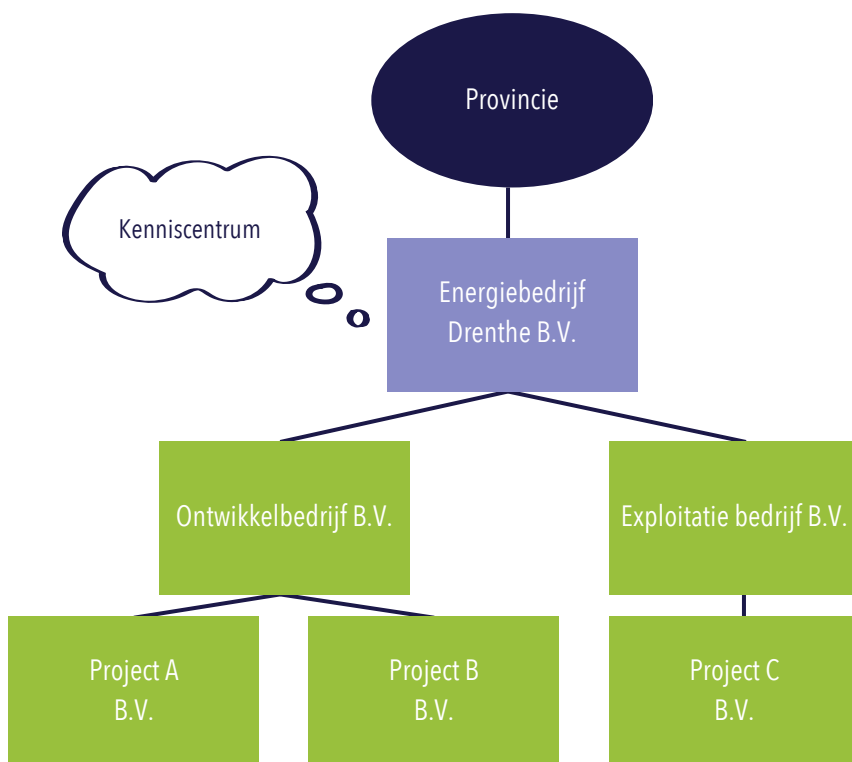 Provincie
Kenniscentrum
Energiebedrijf
Drenthe B.V.
Ontwikkelbedrijf B.V.
Exploitatie bedrijf B.V.
Project A
B.V.
Project B
B.V.
Project C
B.V.